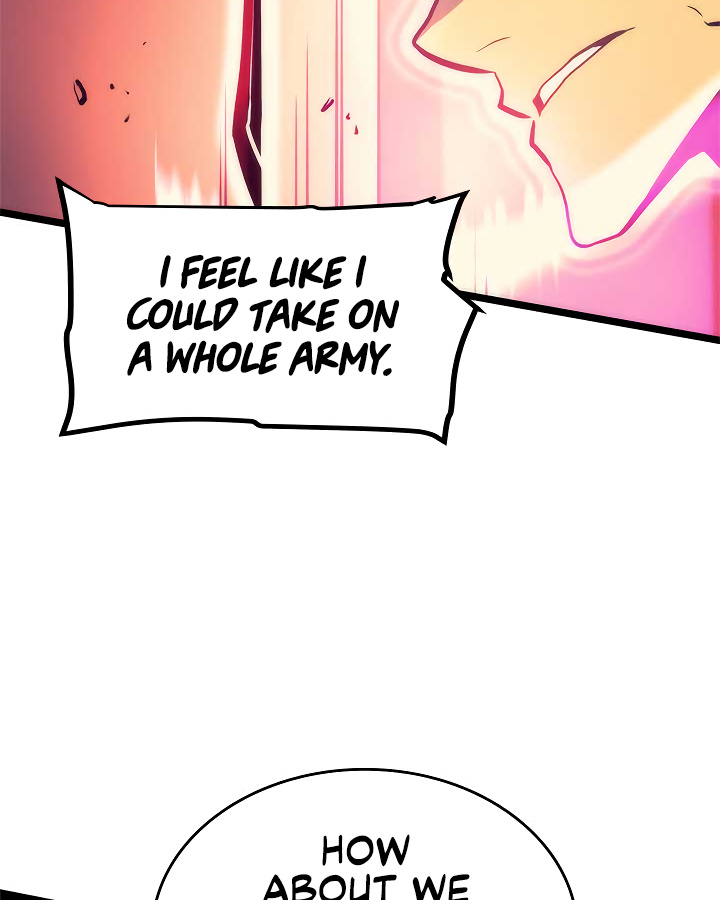 I FEEL LIKE I
COULD TAKE ON
A WHOLE ARMY.
HOW
ABOUT WE